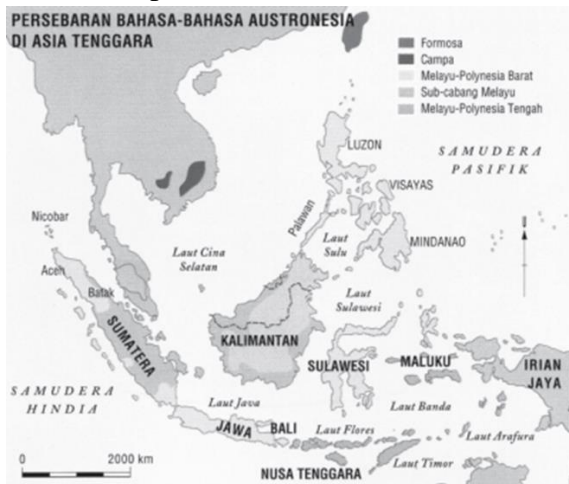 PERSEBARAN BAHASA-BAHASA AUSTRONESIA
DI ASIA TENGGARA
Formosa
Campa
Melayu-Polynesia Barat
Sub-cabang Melayu
Melayu-Polynesia Tengah
LUZON
SAMUDERA
PASIFIK
VISAYAS
Palawan
Nicobar
Laut Cina
Selatan
Laut
Sulu
MINDANAO
Aceh
Batak
Laut
Sulawesi
SUMATERA
KALIMANTAN
SULAWESI
MALUKU
IRIAN
JAYA
SAMUDERA
HINDIA
Laut Java
Laut Banda
JAWA
BALI
Laut Flores
Laut Arafura
0
2000 km
Laut Timor
NUSA TENGGARA